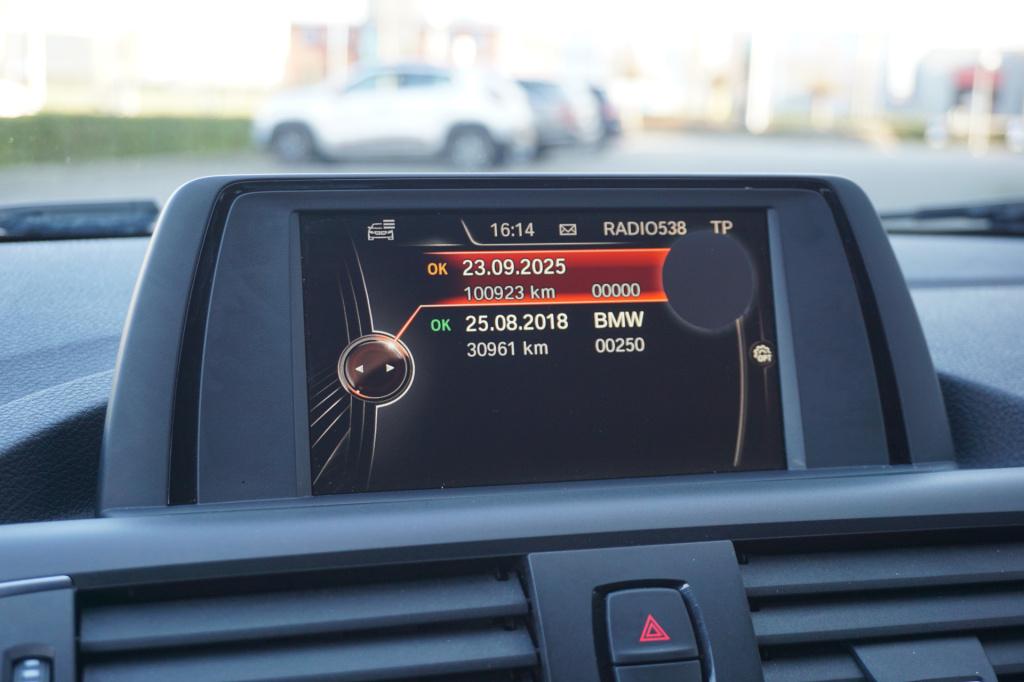 16:14 RADIO538 TP
OK 23.09.2025
100923 km 00000
OK 25.08.2018 BMW
30961 km 00250
OPT